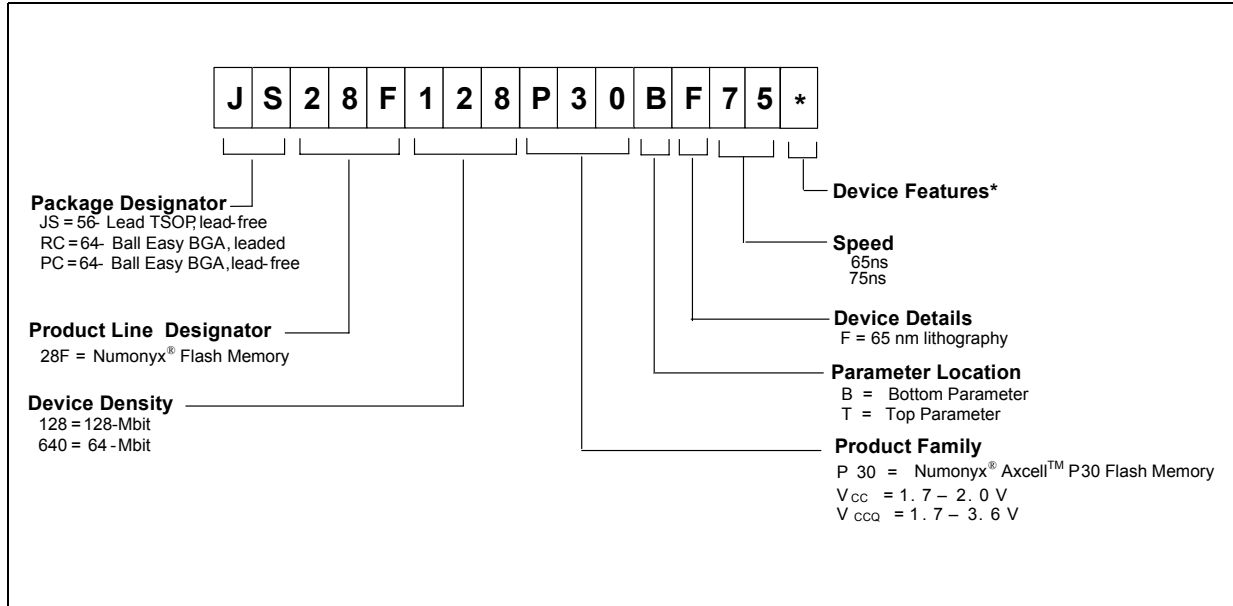 J S 2 8 F 1 2 8 P 3 0 B F 7 5 *
Package Designator
JS = 56- Lead TSOP, lead-free
RC = 64- Ball Easy BGA, leaded
PC = 64- Ball Easy BGA, lead-free
Product Line Designator
28F = Numonyx® Flash Memory
Device Density
128 = 128-Mbit
640 = 64-Mbit
Device Features*
Speed
65ns
75ns
Device Details
F = 65 nm lithography
Parameter Location
B = Bottom Parameter
T = Top Parameter
Product Family
P 30 = Numonyx® Axcell™ P30 Flash Memory
VCC = 1.7 – 2.0 V
VCCQ = 1.7 – 3.6 V